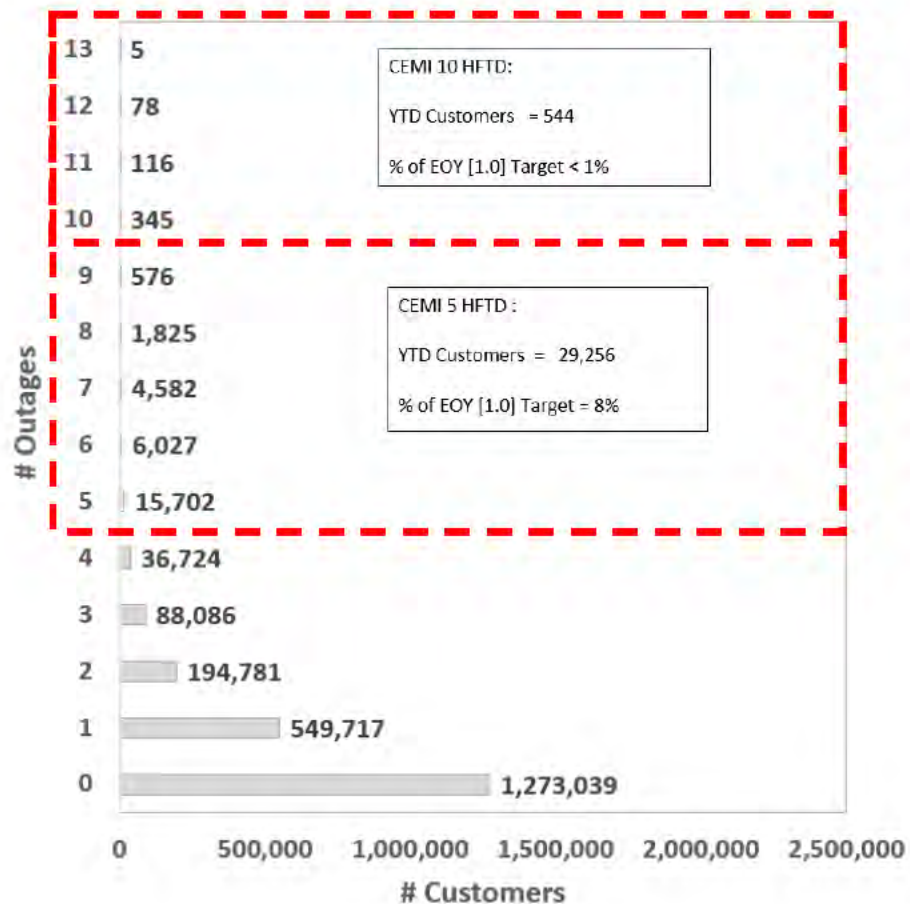 13 5
12 78
11 116
10 345
CEMI 10 HFTD:
YTD Customers = 544
% of EOY [1.0] Target < 1%
9 576
8 1,825
7 4,582
6 6,027
5 15,702
CEMI 5 HFTD :
YTD Customers = 29,256
% of EOY [1.0] Target = 8%
4 36,724
3 88,086
2 194,781
1 549,717
0 1,273,039
# Outages
0 500,000 1,000,000 1,500,000 2,000,000 2,500,000
# Customers